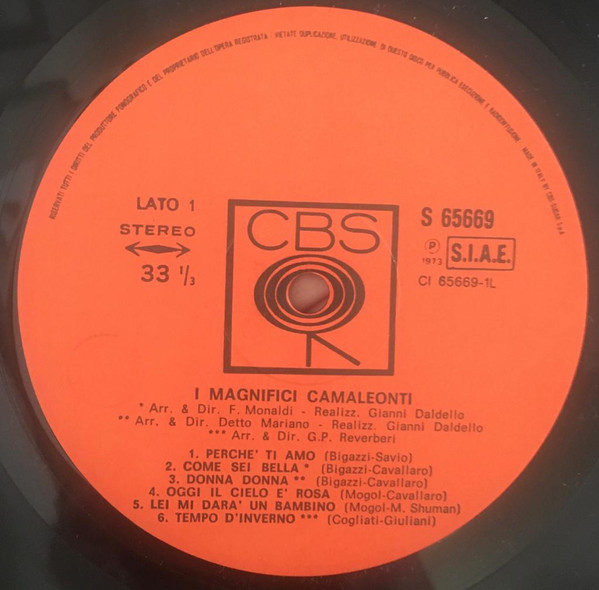 RISERVATI TUTTI I DIRITTI DEL PRODUTTORE FONOGRAFICO E DEL PROPRIETARIO DELL'OPERA REGISTRATA - VIETATE DUPLICAZIONE, UTILIZZAZIONE DI QUESTO DISCO PER PUBBLICA ESECUZIONE E RADIODIFFUSIONE MADE IN ITALY BY CBS SUGAR S.p.A.
LATO 1
STEREO
33 1/3
CBS
S 65669
℗ 1973
S.I.A.E.
CI 65669-1L
I MAGNIFICI CAMALEONTI
* Arr. & Dir. F. Monaldi - Realizz. Gianni Daldello
** Arr. & Dir. Detto Mariano - Realizz. Gianni Daldello
*** Arr. & Dir. G.P. Reverberi
1. PERCHE' TI AMO (Bigazzi-Savio)
2. COME SEI BELLA * (Bigazzi-Cavallaro)
3. DONNA DONNA ** (Bigazzi-Cavallaro)
4. OGGI IL CIELO E' ROSA (Mogol-Cavallaro)
5. LEI MI DARA' UN BAMBINO (Mogol-M. Shuman)
6. TEMPO D'INVERNO *** (Cogliati-Giuliani)